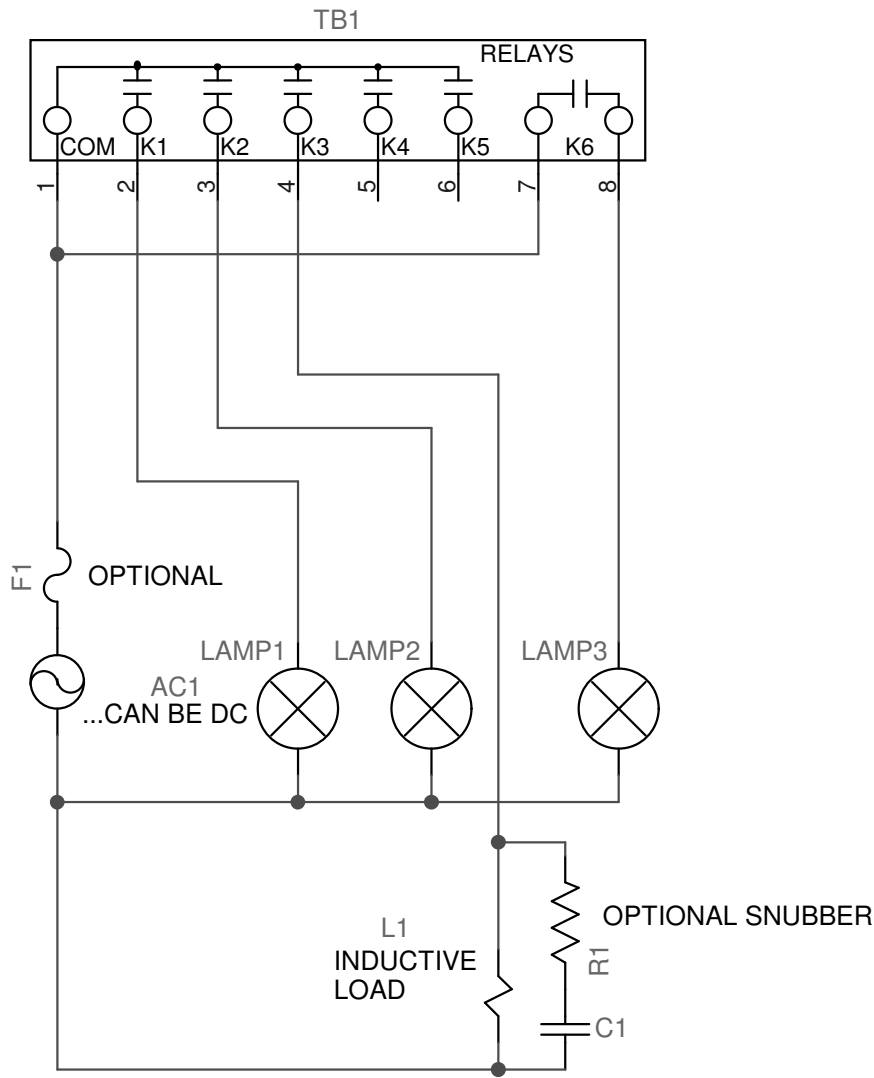 TB1
RELAYS
COM K1 K2 K3 K4 K5 K6
1 2 3 4 5 6 7 8
F1
OPTIONAL
LAMP1 LAMP2 LAMP3
AC1
...CAN BE DC
OPTIONAL SNUBBER
L1
INDUCTIVE
LOAD
R1
C1